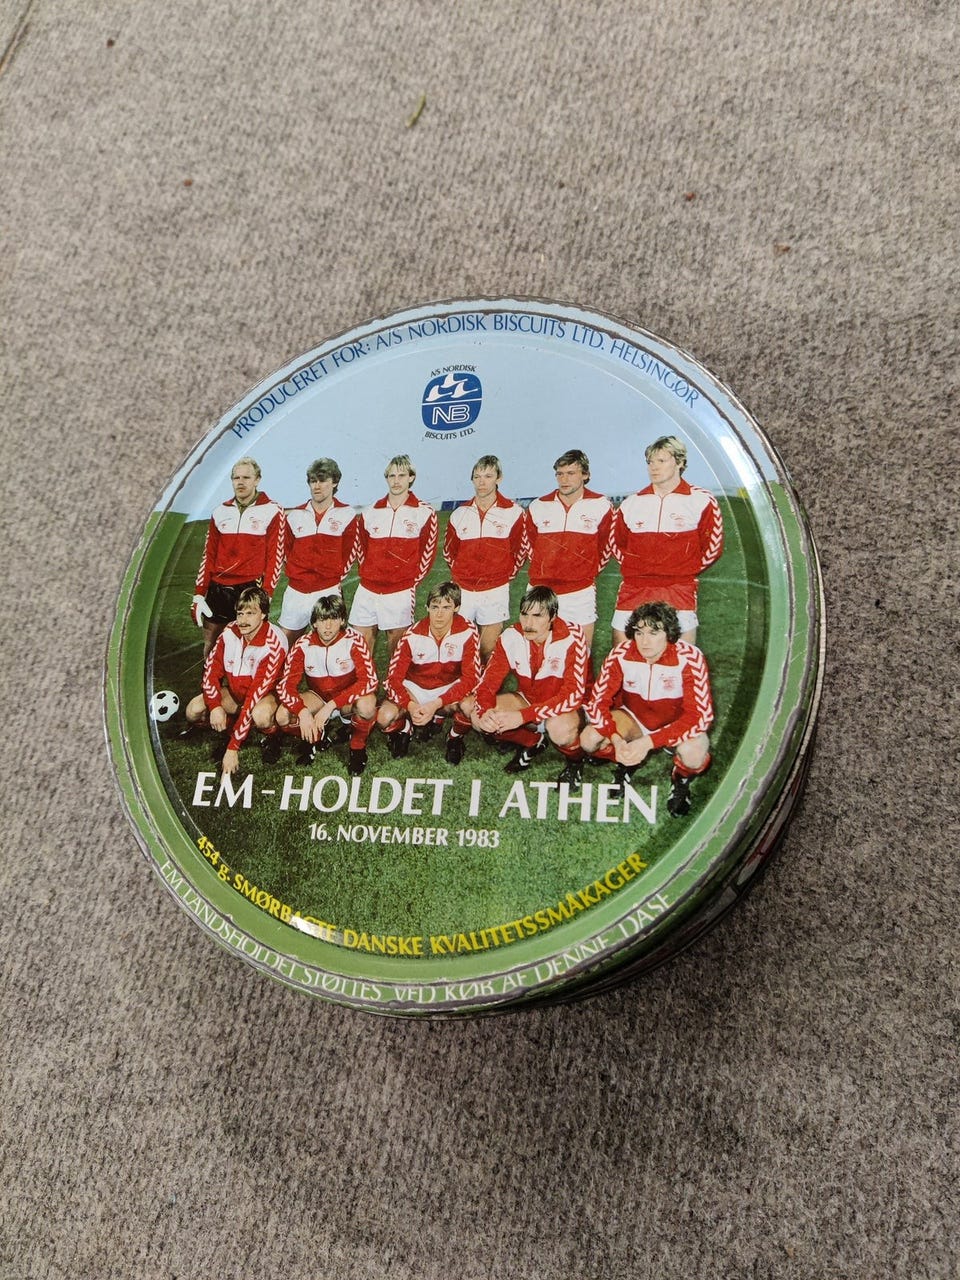 PRODUCERET FOR: A/S NORDISK BISCUITS LTD. HELSINGØR
A/S NORDISK
NB
BISCUITS LTD.
EM-HOLDET I ATHEN
16. NOVEMBER 1983
454 g. SMØRBAGTE DANSKE KVALITETSSMÅKAGER
EM LANDSHOLDET STØTTES VED KØB AF DENNE DÅSE